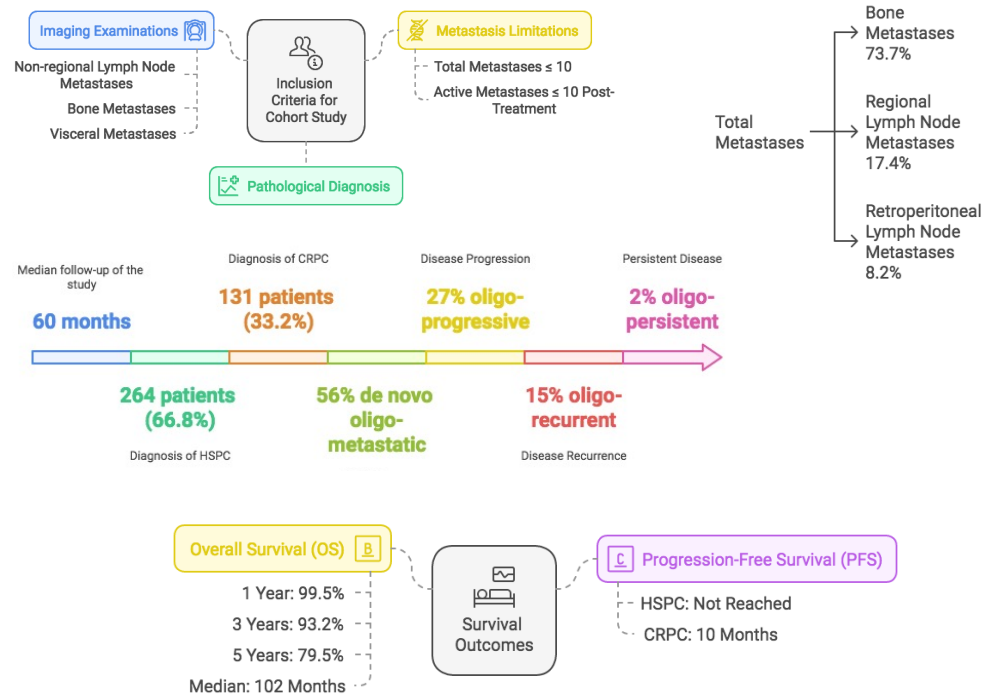 Imaging Examinations
Non-regional Lymph Node
Metastases
Bone Metastases
Visceral Metastases
Inclusion
Criteria for
Cohort Study
Metastasis Limitations
Total Metastases ≤ 10
Active Metastases ≤ 10 Post-
Treatment
Pathological Diagnosis
Total
Metastases
Bone
Metastases
73.7%
Regional
Lymph Node
Metastases
17.4%
Retroperitoneal
Lymph Node
Metastases
8.2%
Median follow-up of the
study
60 months
264 patients
(66.8%)
Diagnosis of HSPC
Diagnosis of CRPC
131 patients
(33.2%)
56% de novo
oligo-
metastatic
Disease Progression
27% oligo-
progressive
15% oligo-
recurrent
Disease Recurrence
Persistent Disease
2% oligo-
persistent
Overall Survival (OS)
B
1 Year: 99.5%
3 Years: 93.2%
5 Years: 79.5%
Median: 102 Months
Survival
Outcomes
C
Progression-Free Survival (PFS)
HSPC: Not Reached
CRPC: 10 Months